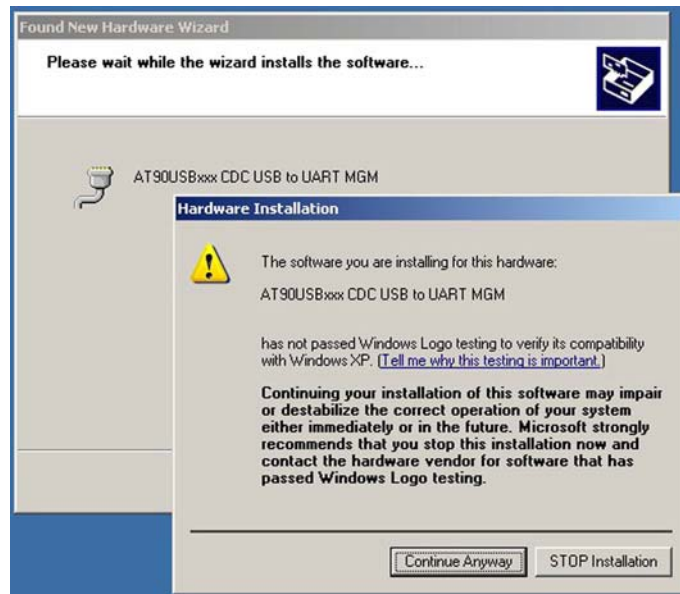 Found New Hardware Wizard
Please wait while the wizard installs the software...
AT90USBxxx CDC USB to UART MGM
Hardware Installation
The software you are installing for this hardware:
AT90USBxxx CDC USB to UART MGM
has not passed Windows Logo testing to verify its compatibility
with Windows XP. (Tell me why this testing is important.)
Continuing your installation of this software may impair
or destabilize the correct operation of your system
either immediately or in the future. Microsoft strongly
recommends that you stop this installation now and
contact the hardware vendor for software that has
passed Windows Logo testing.
Continue Anyway STOP Installation